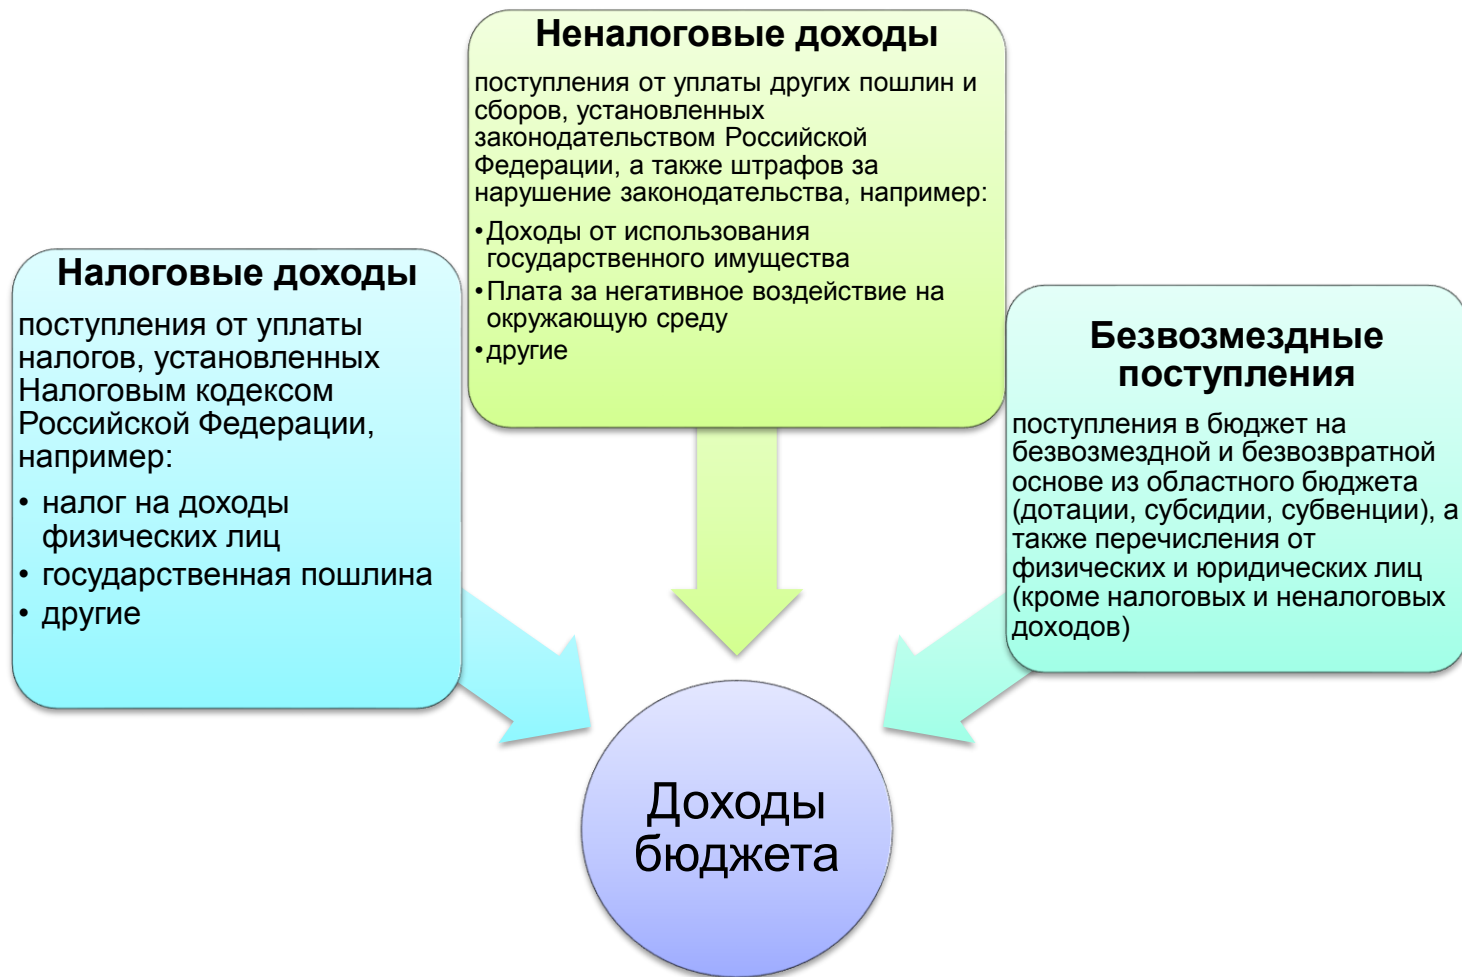 Налоговые доходы
поступления от уплаты
налогов, установленных
Налоговым кодексом
Российской Федерации,
например:
• налог на доходы
физических лиц
• государственная пошлина
• другие
Неналоговые доходы
поступления от уплаты других пошлин и
сборов, установленных
законодательством Российской
Федерации, а также штрафов за
нарушение законодательства, например:
• Доходы от использования
государственного имущества
• Плата за негативное воздействие на
окружающую среду
• другие
Безвозмездные
поступления
поступления в бюджет на
безвозмездной и безвозвратной
основе из областного бюджета
(дотации, субсидии, субвенции), а
также перечисления от
физических и юридических лиц
(кроме налоговых и неналоговых
доходов)
Доходы
бюджета